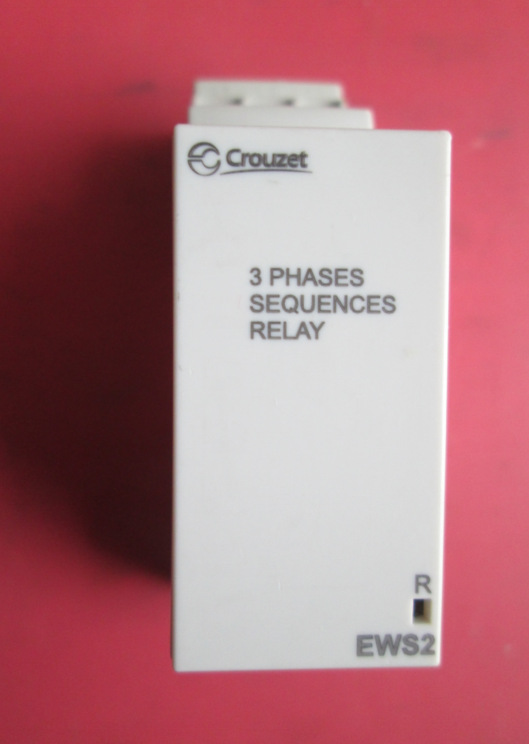 Crouzet
3 PHASES
SEQUENCES
RELAY
R
EWS2